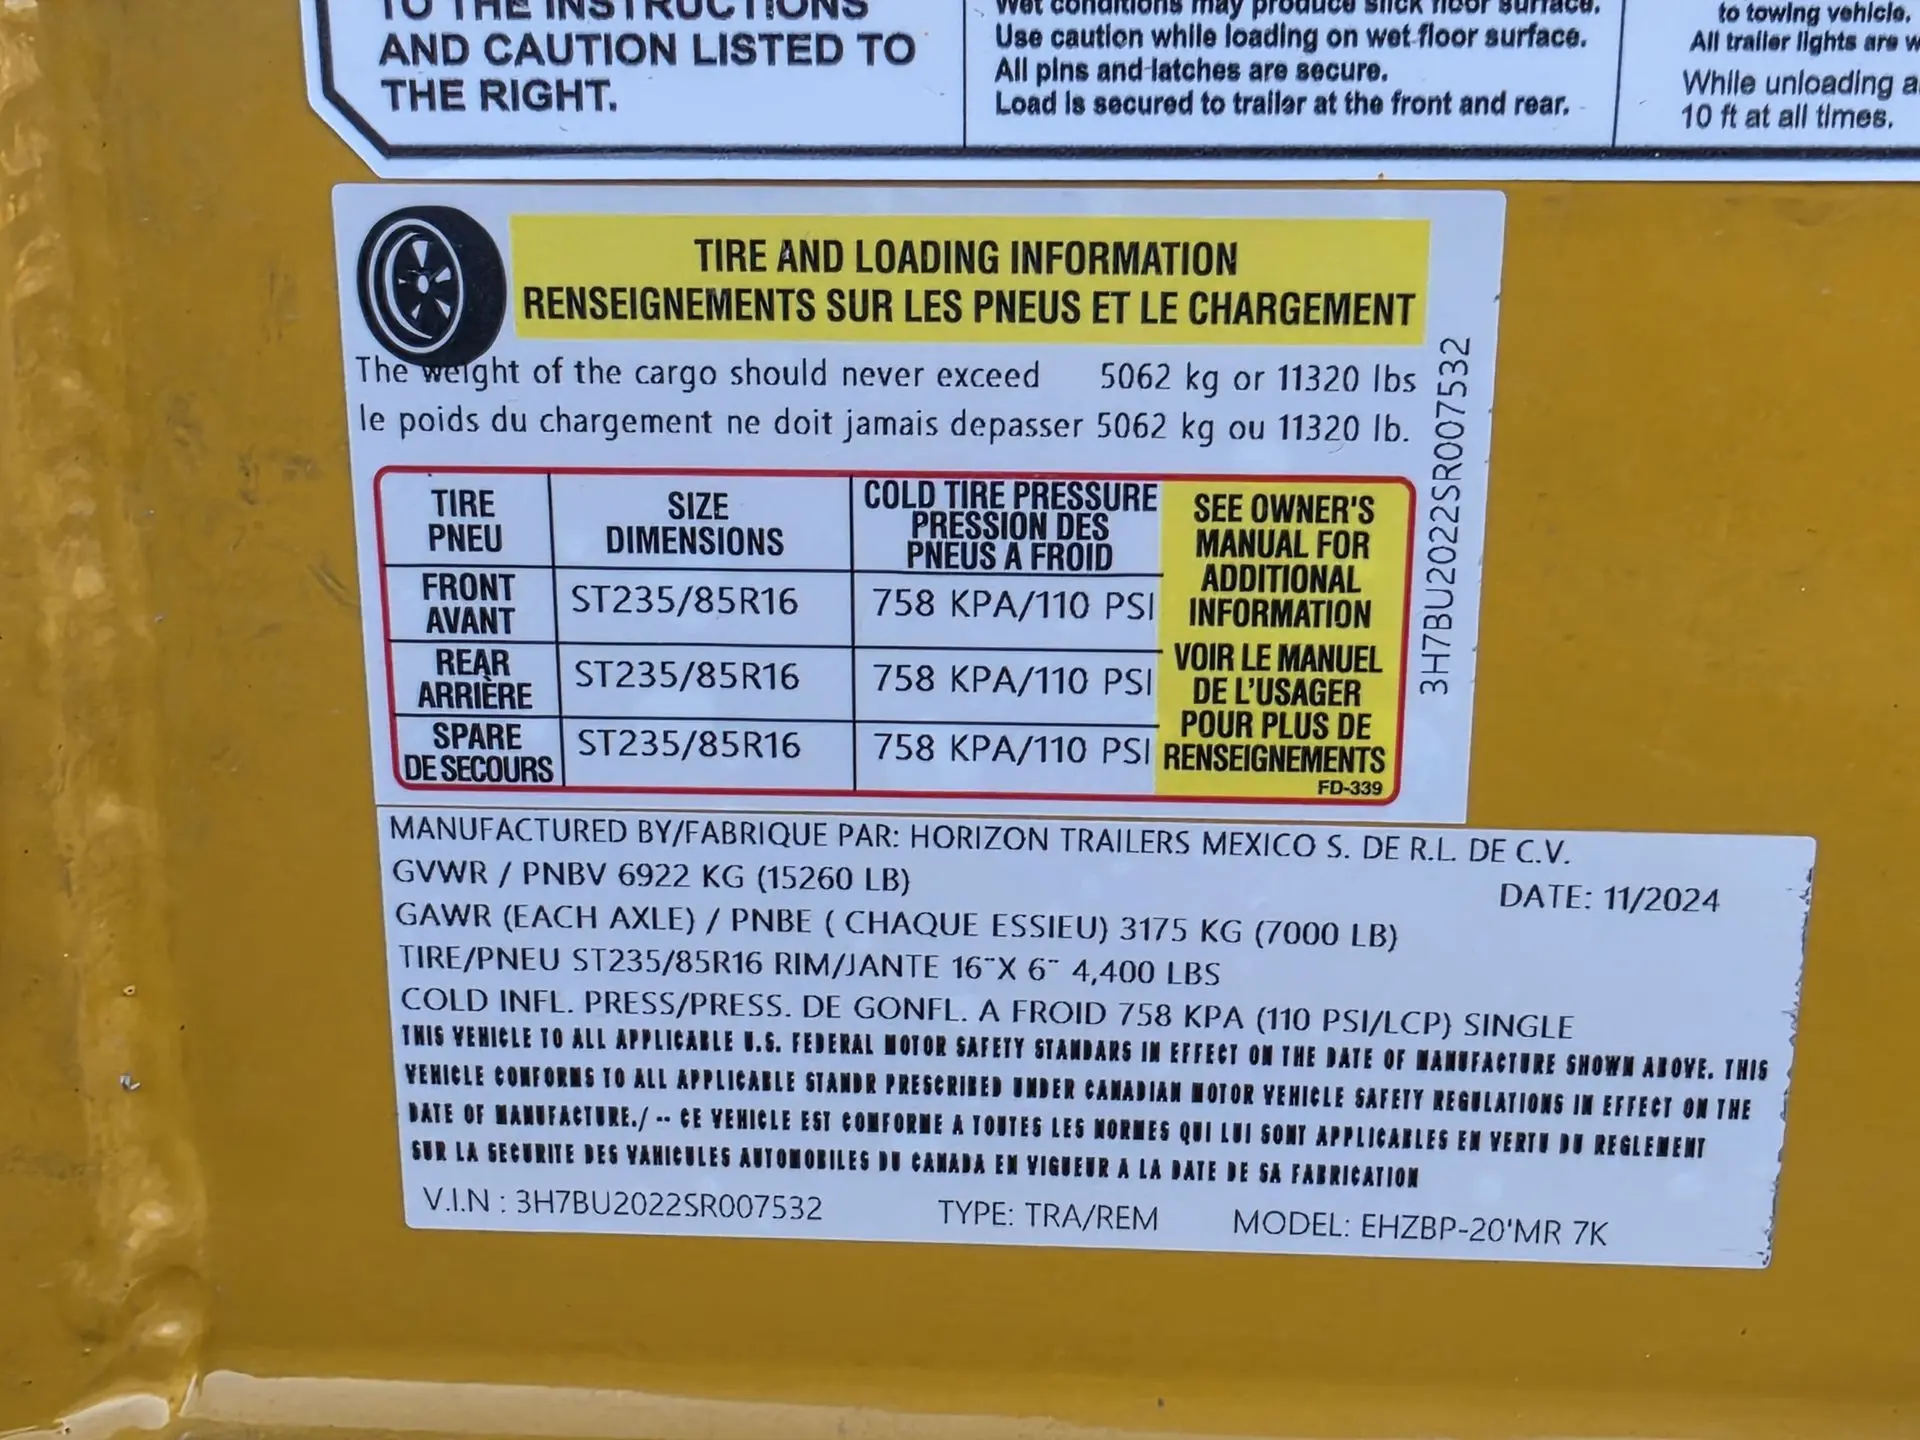 TO THE INSTRUCTIONS
AND CAUTION LISTED TO
THE RIGHT.
Wet conditions may produce slick floor surface.
Use caution while loading on wet floor surface.
All pins and latches are secure.
Load is secured to trailer at the front and rear.
to towing vehicle.
All trailer lights are
While unloading
10 ft at all times.
TIRE AND LOADING INFORMATION
RENSEIGNEMENTS SUR LES PNEUS ET LE CHARGEMENT
The weight of the cargo should never exceed 5062 kg or 11320 lbs
le poids du chargement ne doit jamais depasser 5062 kg ou 11320 lb.
3H7BU2022SR007532
TIRE
PNEU
SIZE
DIMENSIONS
COLD TIRE PRESSURE
PRESSION DES
PNEUS A FROID
FRONT
AVANT
ST235/85R16
758 KPA/110 PSI
REAR
ARRIÈRE
ST235/85R16
758 KPA/110 PSI
SPARE
DE SECOURS
ST235/85R16
758 KPA/110 PSI
SEE OWNER'S
MANUAL FOR
ADDITIONAL
INFORMATION
VOIR LE MANUEL
DE L'USAGER
POUR PLUS DE
RENSEIGNEMENTS
FD-339
MANUFACTURED BY/FABRIQUE PAR: HORIZON TRAILERS MEXICO S. DE R.L. DE C.V.
GVWR / PNBV 6922 KG (15260 LB)
DATE: 11/2024
GAWR (EACH AXLE) / PNBE ( CHAQUE ESSIEU) 3175 KG (7000 LB)
TIRE/PNEU ST235/85R16 RIM/JANTE 16"X 6" 4,400 LBS
COLD INFL. PRESS/PRESS. DE GONFL. A FROID 758 KPA (110 PSI/LCP) SINGLE
THIS VEHICLE TO ALL APPLICABLE U.S. FEDERAL MOTOR SAFETY STANDARS IN EFFECT ON THE DATE OF MANUFACTURE SHOWN ABOVE. THIS
VEHICLE CONFORMS TO ALL APPLICABLE STANDR PRESCRIBED UNDER CANADIAN MOTOR VEHICLE SAFETY REGULATIONS IN EFFECT ON THE
DATE OF MANUFACTURE./ -- CE VEHICLE EST CONFORME A TOUTES LES NORMES QUI LUI SONT APPLICABLES EN VERTU DU REGLEMENT
SUR LA SECURITE DES VAHICULES AUTOMOBILES DU CANADA EN VIGUEUR A LA DATE DE SA FABRICATION
V.I.N : 3H7BU2022SR007532 TYPE: TRA/REM MODEL: EHZBP-20'MR 7K